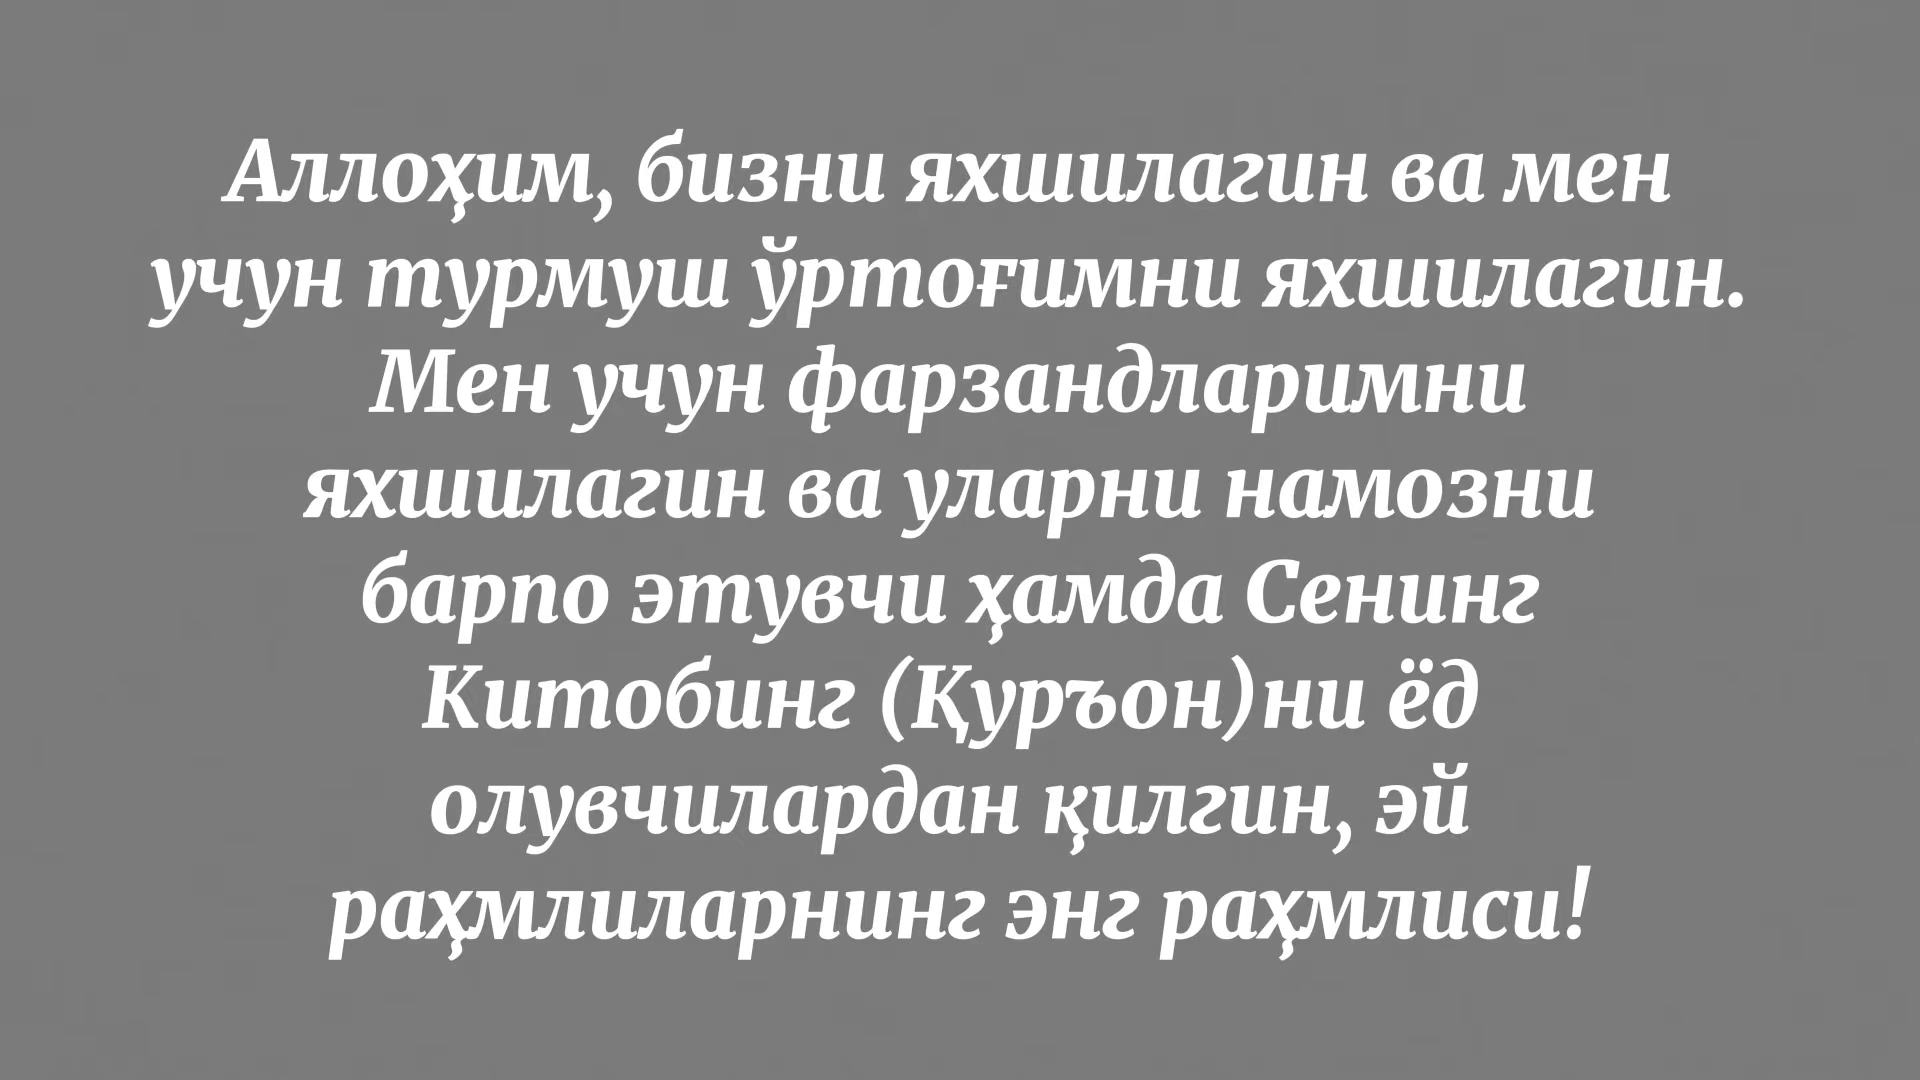 Аллоҳим, бизни яхшилагин ва мен
учун турмуш ўртоғимни яхшилагин.
Мен учун фарзандларимни
яхшилагин ва уларни намозни
барпо этувчи ҳамда Сенинг
Китобинг (Қуръон)ни ёд
олувчилардан қилгин, эй
раҳмлиларнинг энг раҳмлиси!